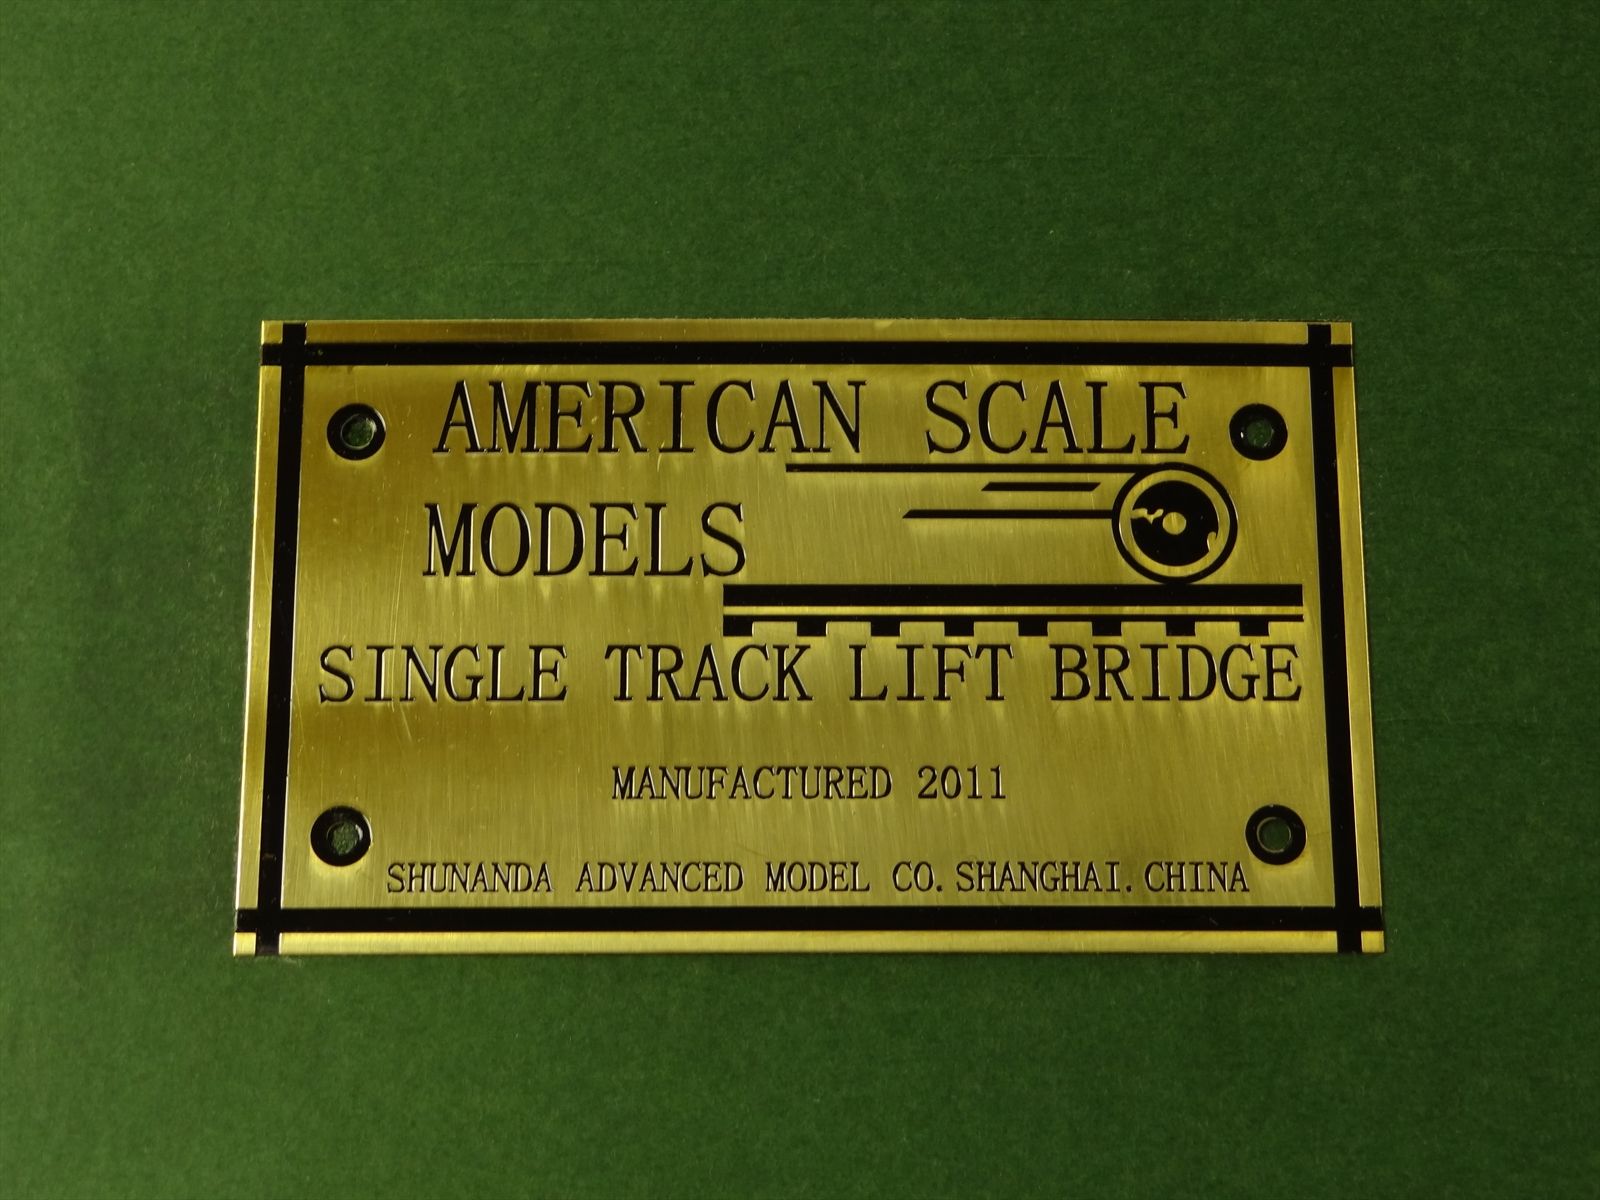 AMERICAN SCALE
MODELS
SINGLE TRACK LIFT BRIDGE
MANUFACTURED 2011
SHUNANDA ADVANCED MODEL CO. SHANGHAI. CHINA